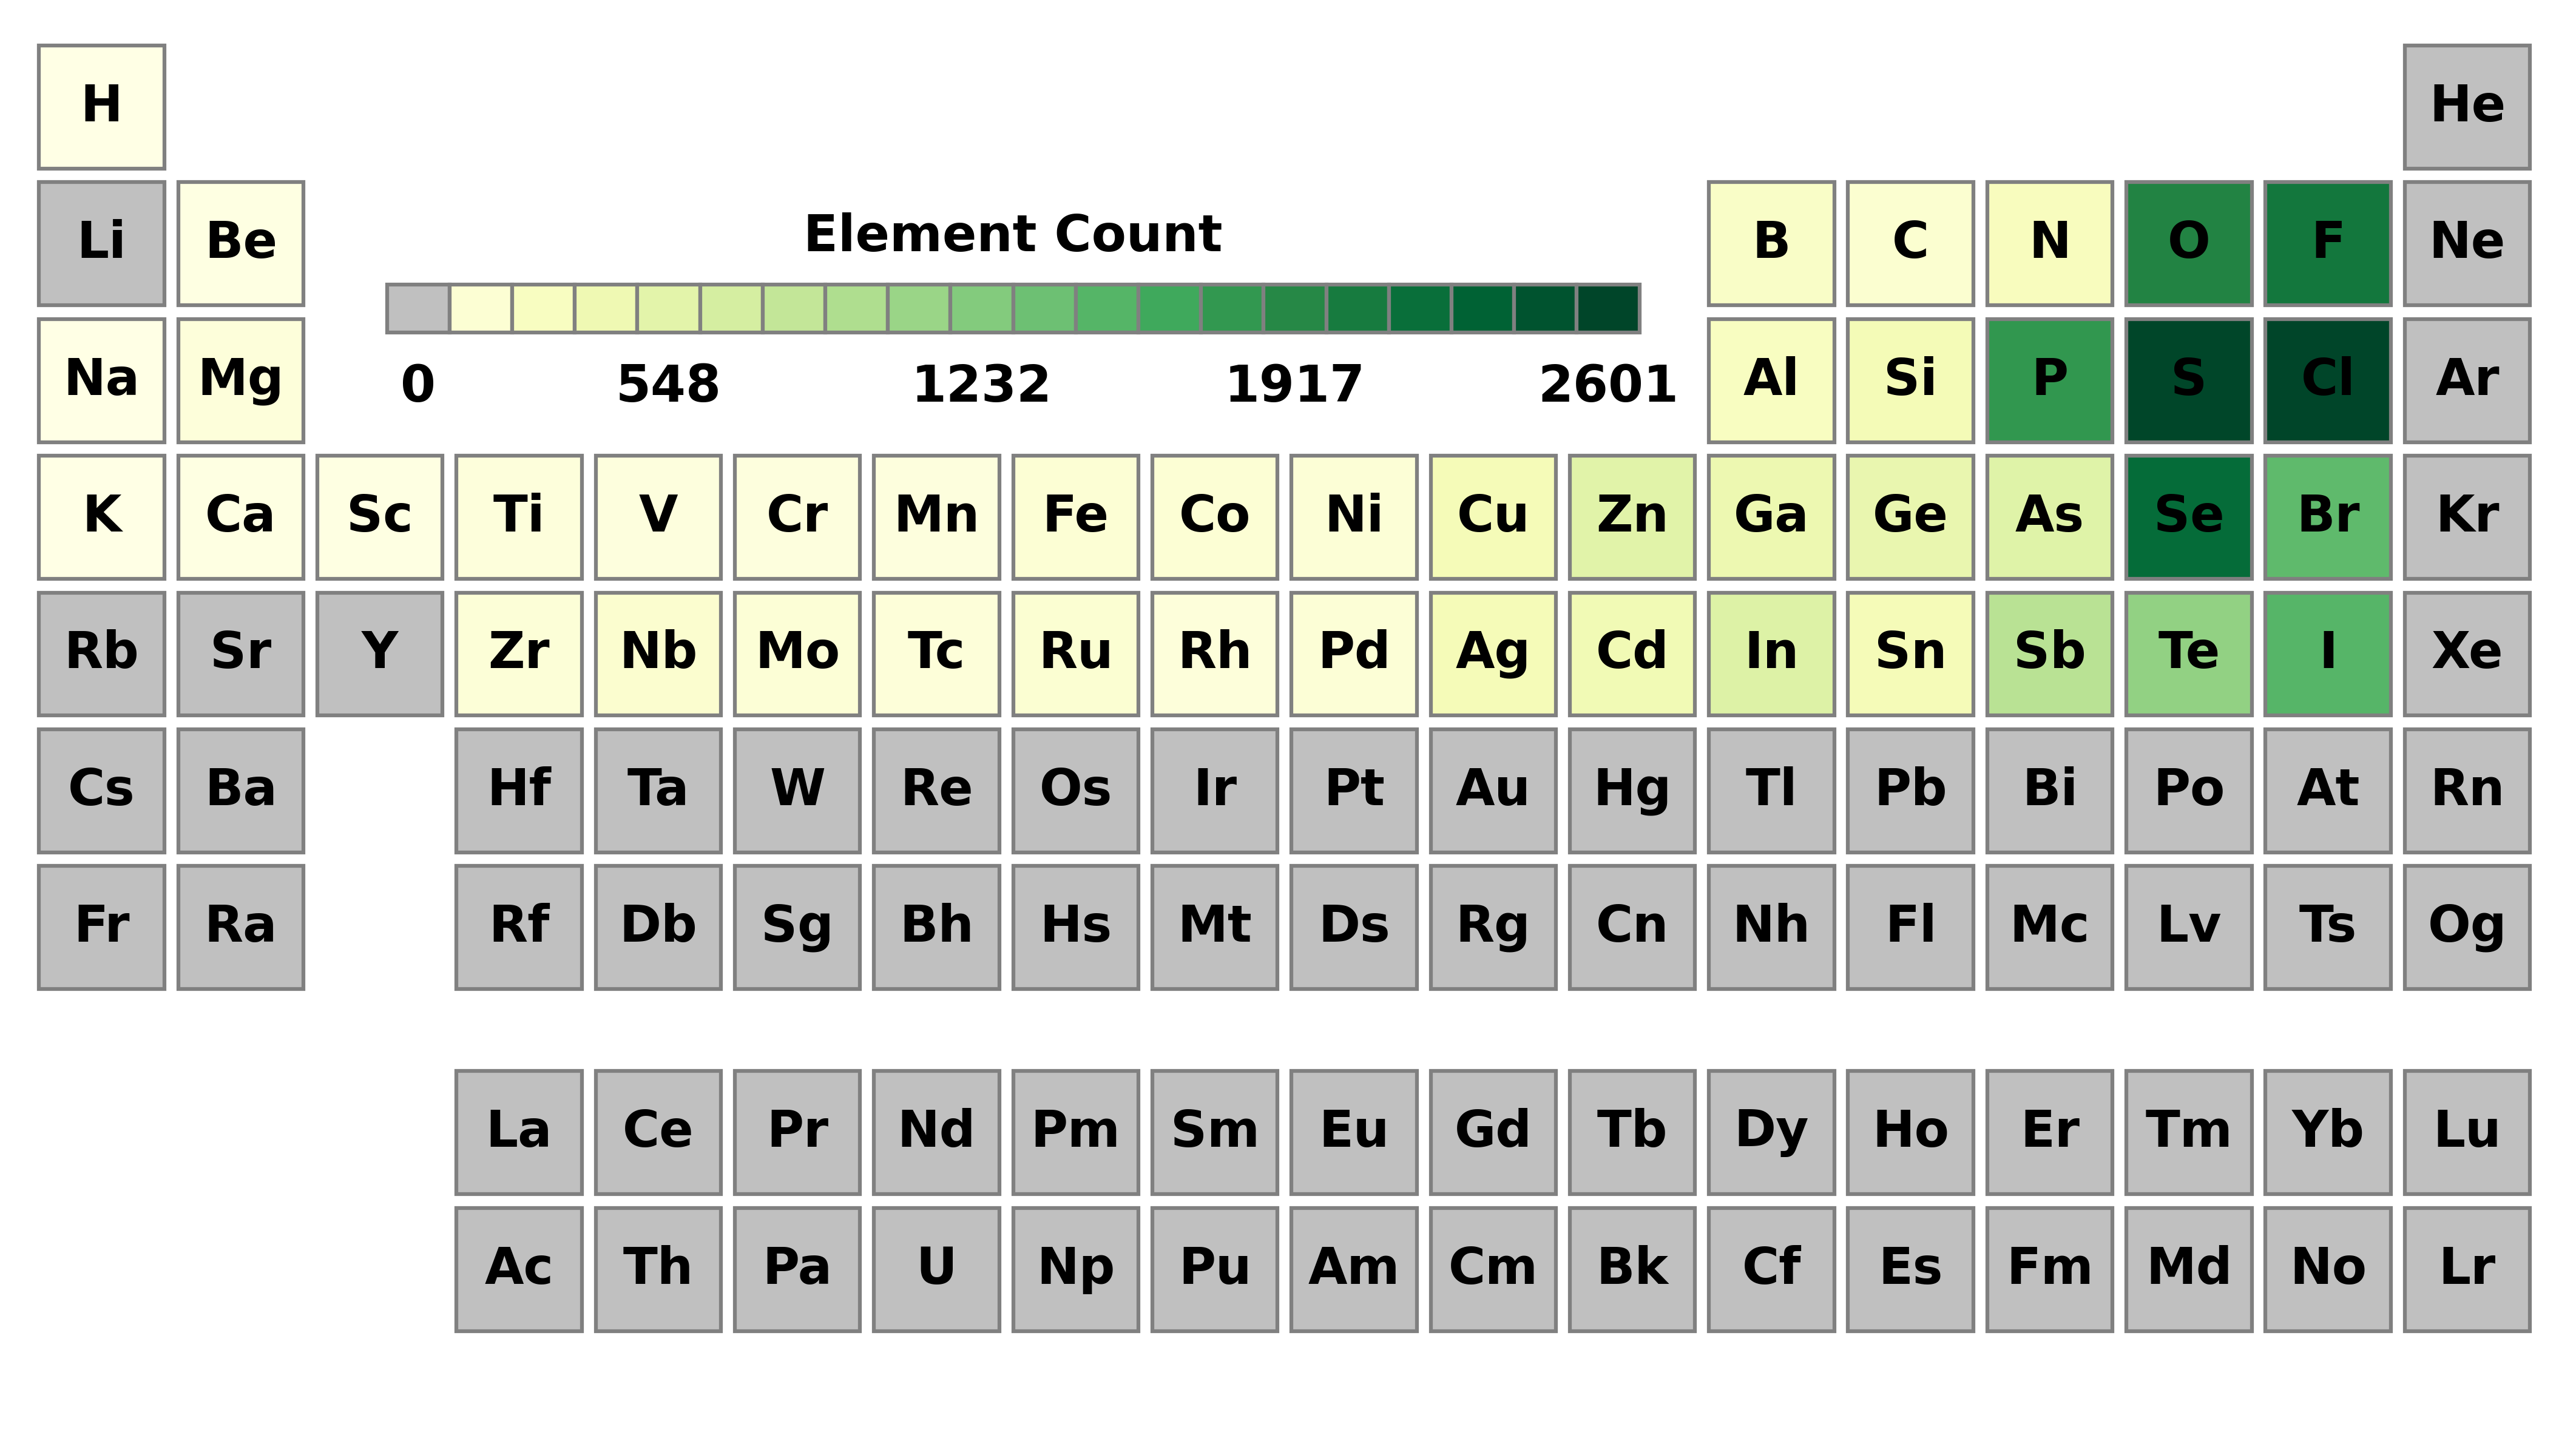 H He
Li Be B C N O F Ne
Element Count
Na Mg Al Si P S Cl Ar
0 548 1232 1917 2601
K Ca Sc Ti V Cr Mn Fe Co Ni Cu Zn Ga Ge As Se Br Kr
Rb Sr Y Zr Nb Mo Tc Ru Rh Pd Ag Cd In Sn Sb Te I Xe
Cs Ba Hf Ta W Re Os Ir Pt Au Hg Tl Pb Bi Po At Rn
Fr Ra Rf Db Sg Bh Hs Mt Ds Rg Cn Nh Fl Mc Lv Ts Og
La Ce Pr Nd Pm Sm Eu Gd Tb Dy Ho Er Tm Yb Lu
Ac Th Pa U Np Pu Am Cm Bk Cf Es Fm Md No Lr